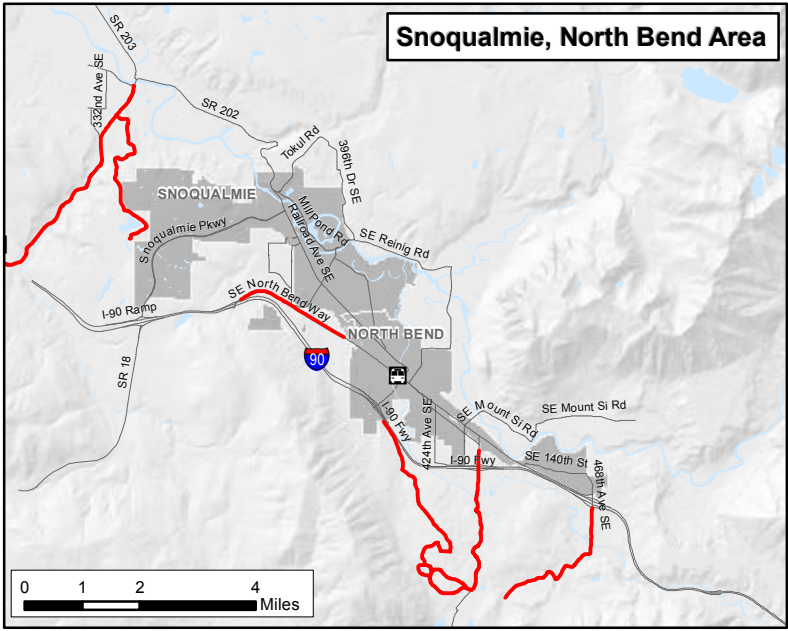 Snoqualmie, North Bend Area
SR 203
332nd Ave SE
SR 202
Tokul Rd
396th Dr SE
SNOQUALMIE
Mill Pond Rd
Railroad Ave SE
Snoqualmie Pkwy
SE Reinig Rd
SE North Bend Way
I-90 Ramp
NORTH BEND
90
SR 18
I-90 Fwy
424th Ave SE
SE Mount Si Rd
SE Mount Si Rd
I-90 Fwy
SE 140th St
468th Ave SE
0 1 2 4
Miles